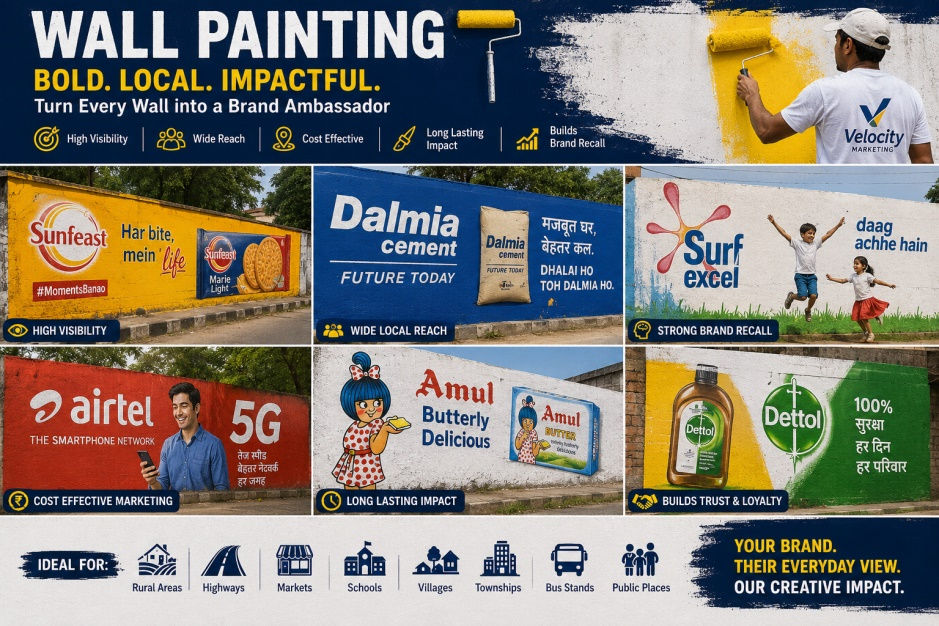 WALL PAINTING
BOLD. LOCAL. IMPACTFUL.
Turn Every Wall into a Brand Ambassador
High Visibility
Wide Reach
Cost Effective
Long Lasting
Impact
Builds
Brand Recall
Velocity
MARKETING
Sunfeast
Har bite,
mein life
#MomentsBanao
Sunfeast
Marie
Light
HIGH VISIBILITY
Dalmia
cement
FUTURE TODAY
Dalmia
cement
FUTURE TODAY
मजबूत घर,
बेहतर कल.
DHALAI HO
TOH DALMIA HO.
WIDE LOCAL REACH
Surf
excel
daag
achhe hain
STRONG BRAND RECALL
airtel
THE SMARTPHONE NETWORK
5G
तेज स्पीड
बेहतर नेटवर्क
हर जगह
COST EFFECTIVE MARKETING
Amul
Butterly
Delicious
Amul
BUTTER
LONG LASTING IMPACT
Dettol
Dettol
100%
सुरक्षा
हर दिन
हर परिवार
BUILDS TRUST & LOYALTY
IDEAL FOR:
Rural Areas
Highways
Markets
Schools
Villages
Townships
Bus Stands
Public Places
YOUR BRAND.
THEIR EVERYDAY VIEW.
OUR CREATIVE IMPACT.